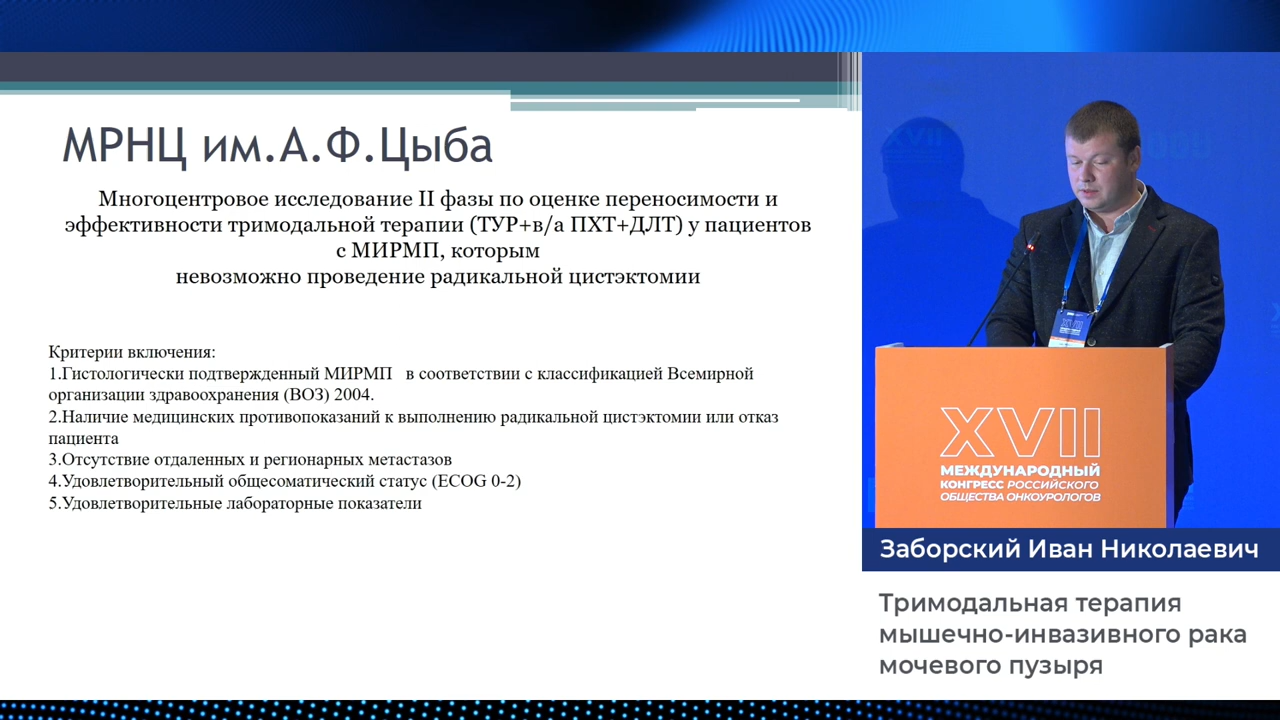 МРНЦ им.А.Ф.Цыба
Многоцентровое исследование II фазы по оценке переносимости и
эффективности тримодальной терапии (ТУР+в/а ПХТ+ДЛТ) у пациентов
с МИРМП, которым
невозможно проведение радикальной цистэктомии
Критерии включения:
1.Гистологически подтвержденный МИРМП в соответствии с классификацией Всемирной
организации здравоохранения (ВОЗ) 2004.
2.Наличие медицинских противопоказаний к выполнению радикальной цистэктомии или отказ
пациента
3.Отсутствие отдаленных и регионарных метастазов
4.Удовлетворительный общесоматический статус (ECOG 0-2)
5.Удовлетворительные лабораторные показатели
XVII
XVII
МЕЖДУНАРОДНЫЙ
КОНГРЕСС РОССИЙСКОГО
ОБЩЕСТВА ОНКОУРОЛОГОВ
Заборский Иван Николаевич
Тримодальная терапия
мышечно-инвазивного рака
мочевого пузыря